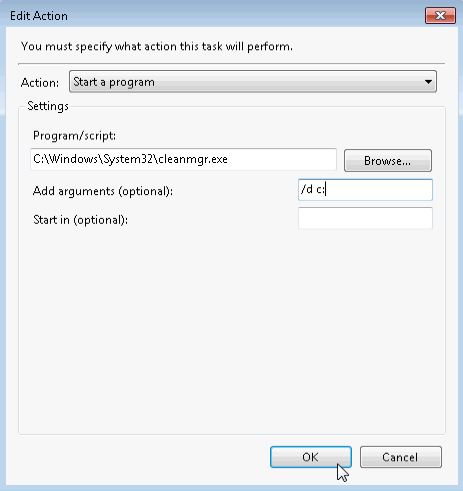 Edit Action
You must specify what action this task will perform.
Action: Start a program
Settings
Program/script:
C:\Windows\System32\cleanmgr.exe Browse...
Add arguments (optional): /d c:
Start in (optional):
OK Cancel